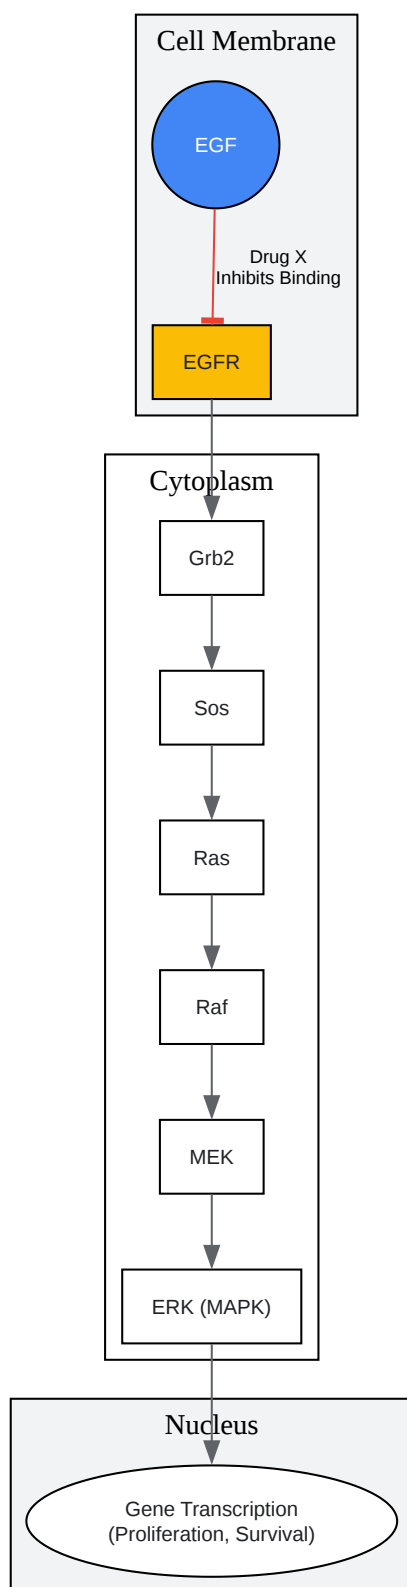 Cell Membrane
EGF
Drug X
Inhibits Binding
EGFR
Cytoplasm
Grb2
Sos
Ras
Raf
MEK
ERK (MAPK)
Nucleus
Gene Transcription
(Proliferation, Survival)